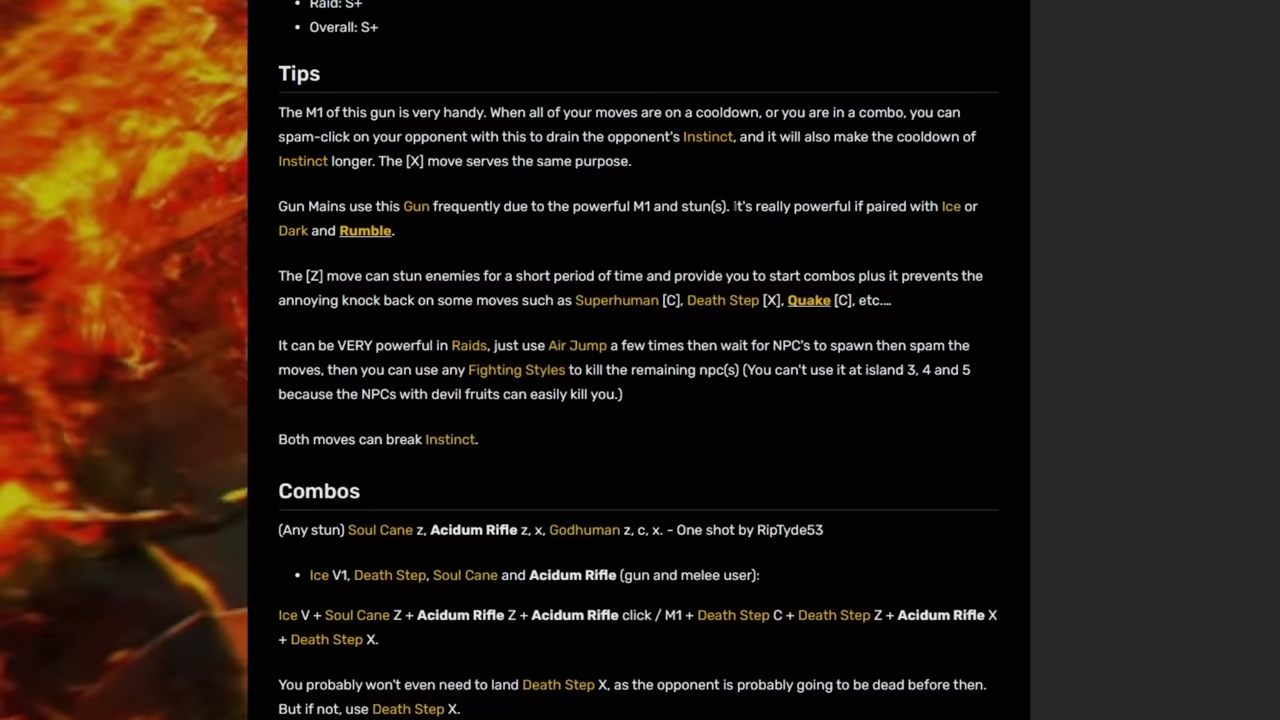 • Raid: S+
• Overall: S+
Tips
The M1 of this gun is very handy. When all of your moves are on a cooldown, or you are in a combo, you can
spam-click on your opponent with this to drain the opponent's Instinct, and it will also make the cooldown of
Instinct longer. The [X] move serves the same purpose.
Gun Mains use this Gun frequently due to the powerful M1 and stun(s). It's really powerful if paired with Ice or
Dark and Rumble.
The [Z] move can stun enemies for a short period of time and provide you to start combos plus it prevents the
annoying knock back on some moves such as Superhuman [C], Death Step [X], Quake [C], etc....
It can be VERY powerful in Raids, just use Air Jump a few times then wait for NPC's to spawn then spam the
moves, then you can use any Fighting Styles to kill the remaining npc(s) (You can't use it at island 3, 4 and 5
because the NPCs with devil fruits can easily kill you.)
Both moves can break Instinct.
Combos
(Any stun) Soul Cane z, Acidum Rifle z, x, Godhuman z, c, x. - One shot by RipTyde53
• Ice V1, Death Step, Soul Cane and Acidum Rifle (gun and melee user):
Ice V + Soul Cane Z + Acidum Rifle Z + Acidum Rifle click / M1 + Death Step C + Death Step Z + Acidum Rifle X
+ Death Step X.
You probably won't even need to land Death Step X, as the opponent is probably going to be dead before then.
But if not, use Death Step X.